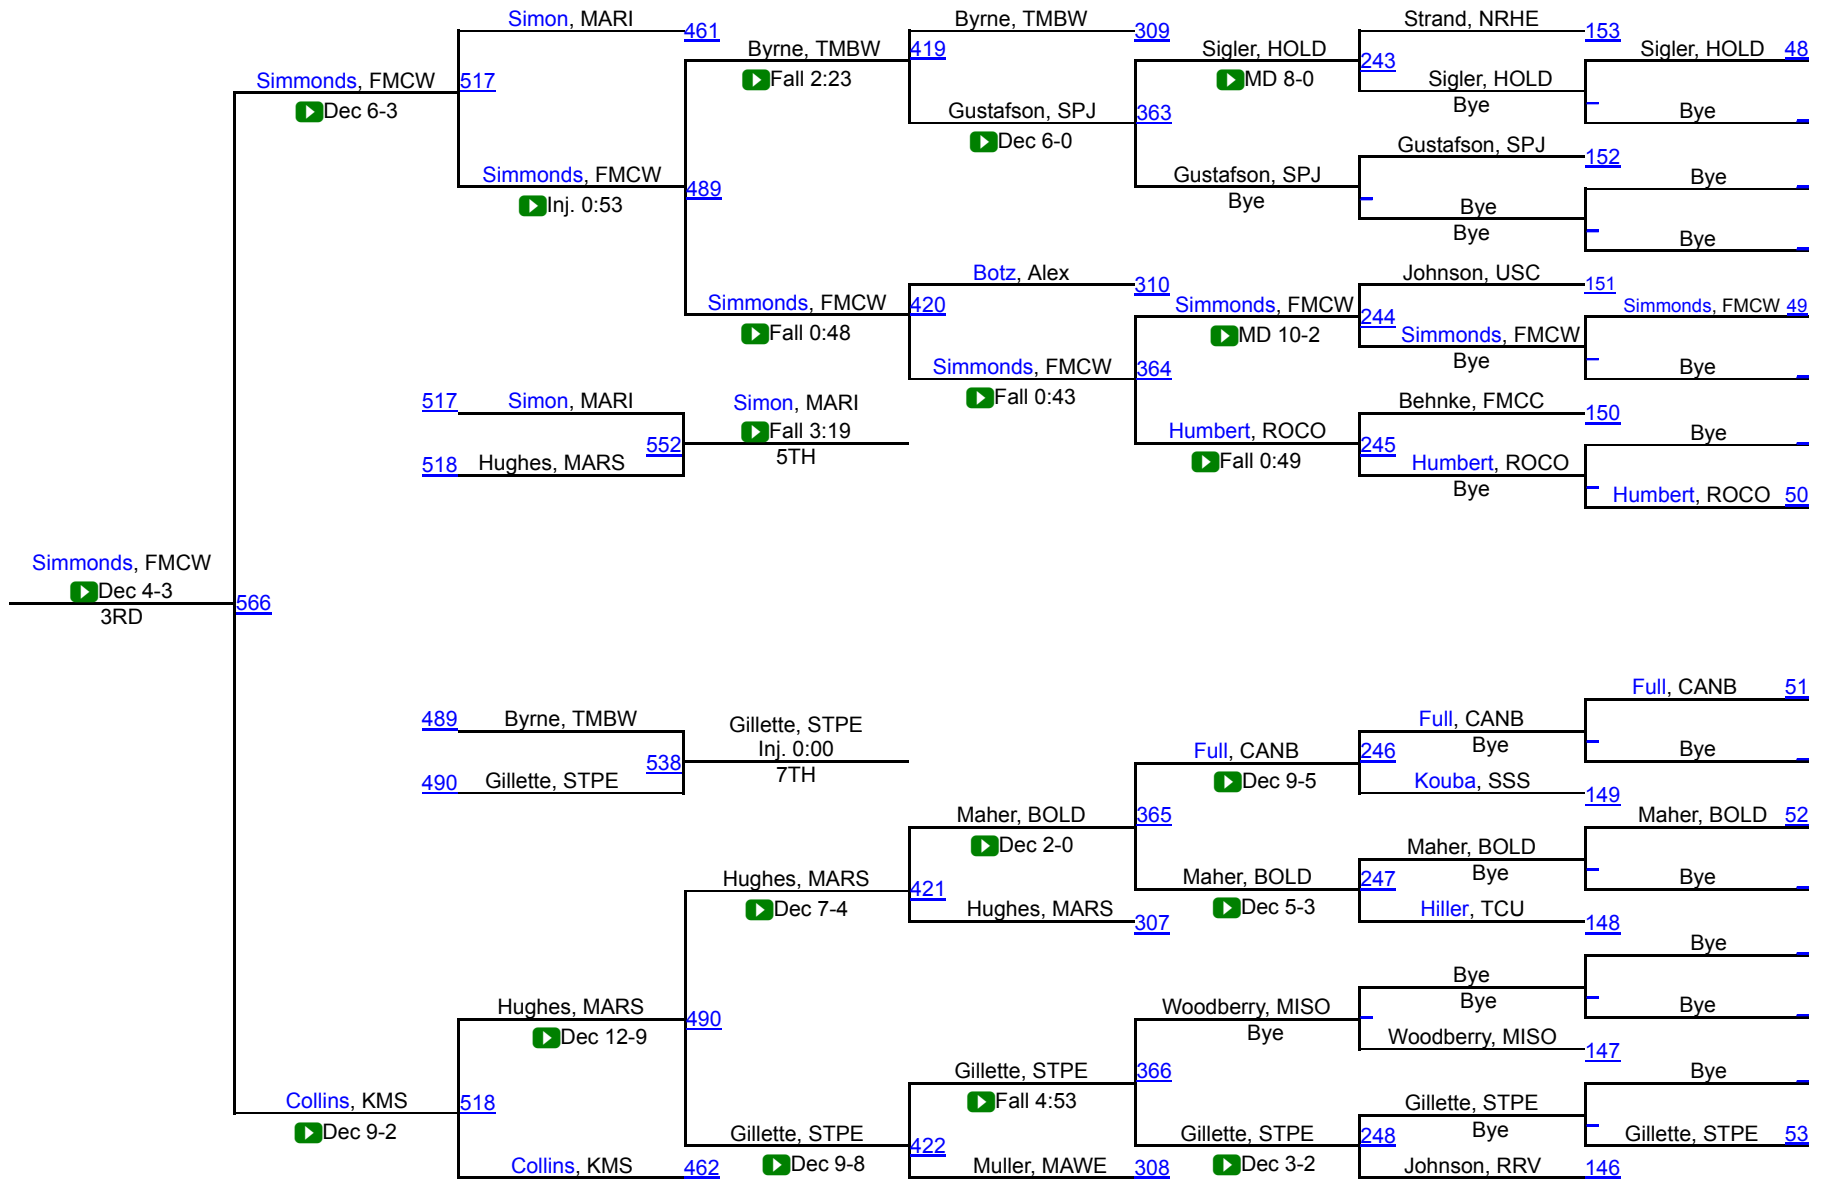 Simon, MARI
461
Byrne, TMBW
309
Strand, NRHE
153
Byrne, TMBW
419
Sigler, HOLD
243
Sigler, HOLD
48
Simmonds, FMCW
517
Fall 2:23
MD 8-0
Sigler, HOLD
Bye
Dec 6-3
Gustafson, SPJ
363
Bye
Dec 6-0
Gustafson, SPJ
152
Simmonds, FMCW
489
Gustafson, SPJ
Bye
Inj. 0:53
Bye
Bye
Bye
Bye
Botz, Alex
310
Johnson, USC
151
Simmonds, FMCW
420
Simmonds, FMCW
244
Simmonds, FMCW
49
Fall 0:48
MD 10-2
Simmonds, FMCW
Bye
Simmonds, FMCW
364
Bye
Fall 0:43
517
Simon, MARI
Simon, MARI
Behnke, FMCC
150
552
Fall 3:19
Humbert, ROCO
245
Bye
518
Hughes, MARS
5TH
Fall 0:49
Humbert, ROCO
Bye
Humbert, ROCO
50
Simmonds, FMCW
Dec 4-3
566
3RD
Full, CANB
51
489
Byrne, TMBW
Gillette, STPE
Full, CANB
Inj. 0:00
Full, CANB
246
Bye
Bye
538
7TH
Dec 9-5
490
Gillette, STPE
Kouba, SSS
149
Maher, BOLD
365
Maher, BOLD
52
Dec 2-0
Maher, BOLD
Hughes, MARS
421
Maher, BOLD
247
Bye
Bye
Dec 7-4
Hughes, MARS
307
Dec 5-3
Hiller, TCU
148
Bye
Bye
Hughes, MARS
490
Woodberry, MISO
Bye
Bye
Dec 12-9
Bye
Woodberry, MISO
147
Gillette, STPE
366
Bye
Collins, KMS
518
Fall 4:53
Gillette, STPE
Dec 9-2
Gillette, STPE
422
Gillette, STPE
248
Bye
Gillette, STPE
53
Collins, KMS
462
Dec 9-8
Muller, MAWE
308
Dec 3-2
Johnson, RRV
146